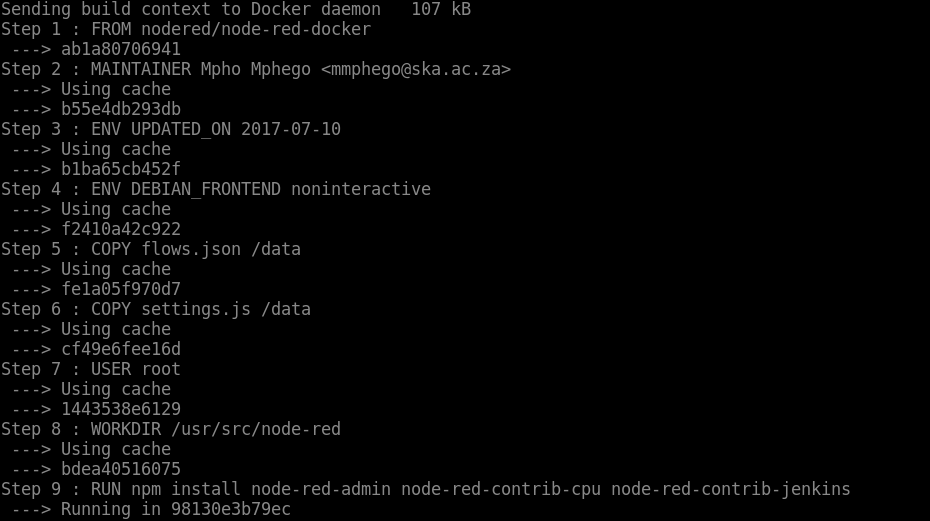 Sending build context to Docker daemon   107 kB
Step 1 : FROM nodered/node-red-docker
 ---> ab1a80706941
Step 2 : MAINTAINER Mpho Mphego <mmphego@ska.ac.za>
 ---> Using cache
 ---> b55e4db293db
Step 3 : ENV UPDATED_ON 2017-07-10
 ---> Using cache
 ---> b1ba65cb452f
Step 4 : ENV DEBIAN_FRONTEND noninteractive
 ---> Using cache
 ---> f2410a42c922
Step 5 : COPY flows.json /data
 ---> Using cache
 ---> fe1a05f970d7
Step 6 : COPY settings.js /data
 ---> Using cache
 ---> cf49e6fee16d
Step 7 : USER root
 ---> Using cache
 ---> 1443538e6129
Step 8 : WORKDIR /usr/src/node-red
 ---> Using cache
 ---> bdea40516075
Step 9 : RUN npm install node-red-admin node-red-contrib-cpu node-red-contrib-jenkins
 ---> Running in 98130e3b79ec